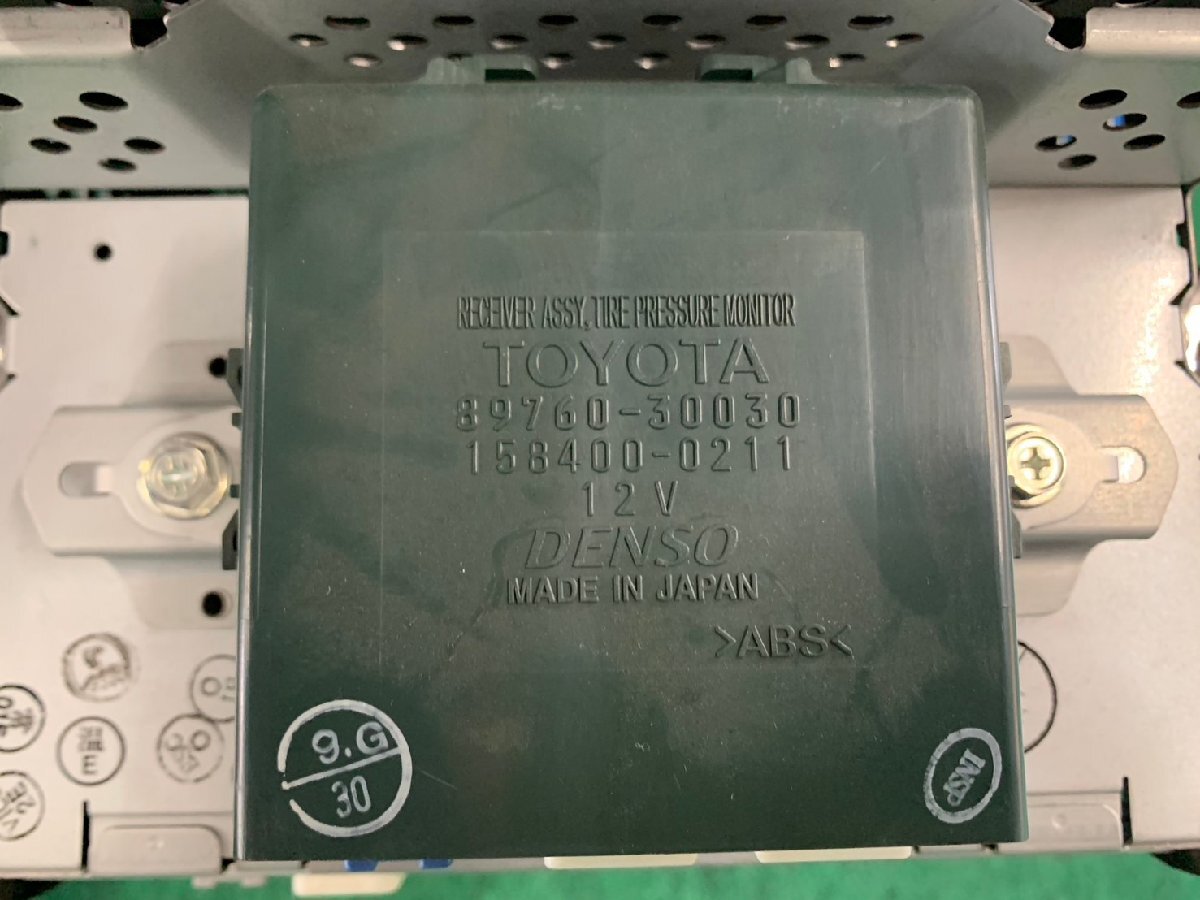 RECEIVER ASSY, TIRE PRESSURE MONITOR
TOYOTA
89760-30030
158400-0211
12V
DENSO
MADE IN JAPAN
>ABS<
9.G
30
INSP
温
E